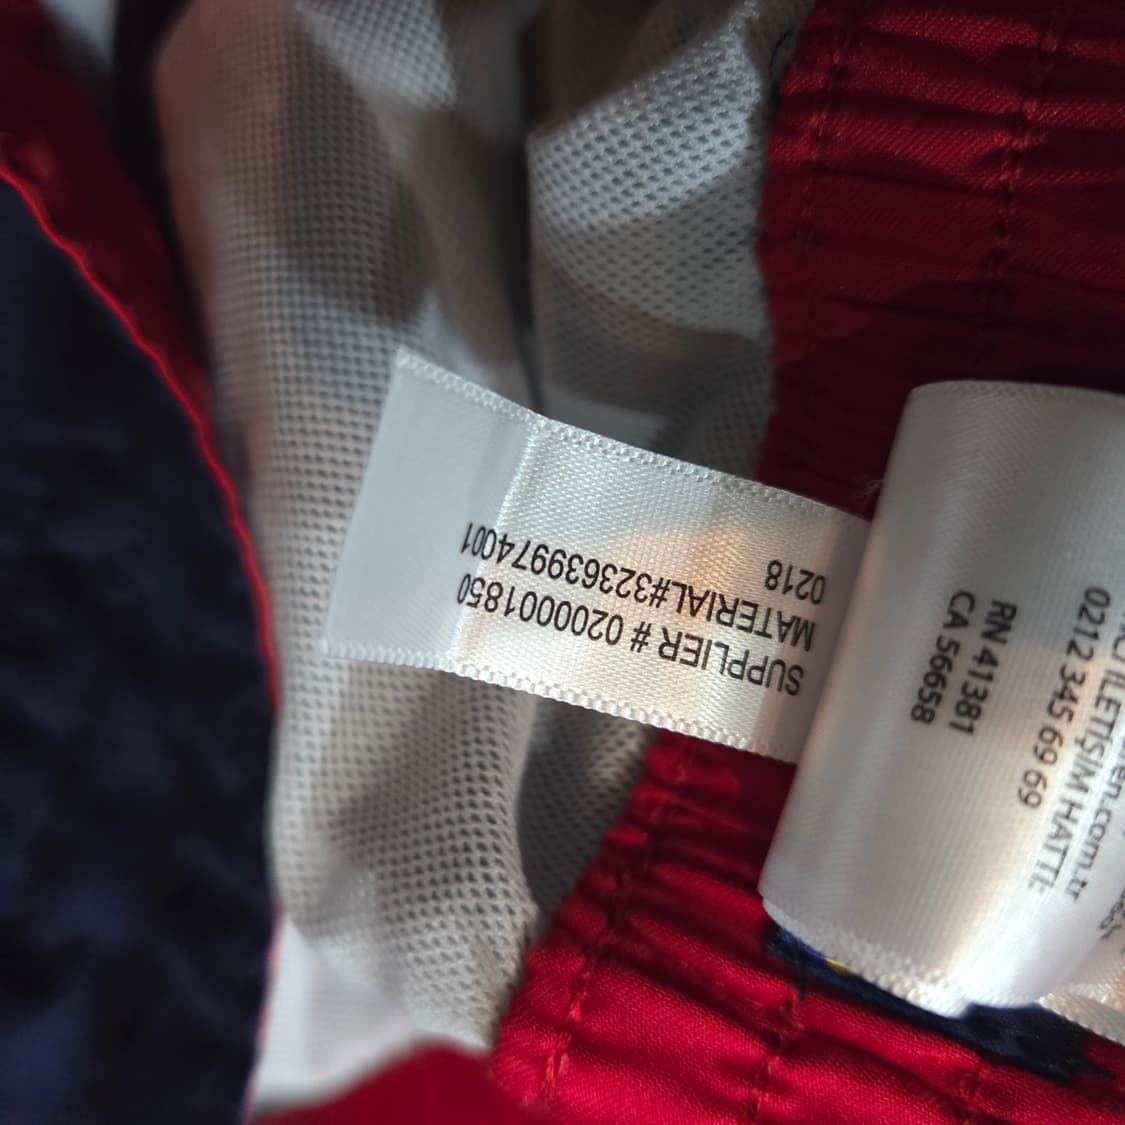 SUPPLIER # 0200001850
MATERIAL#323639974001
0218
İLETİŞİM HATTI:
0212 345 69 69
RN 41381
CA 56658